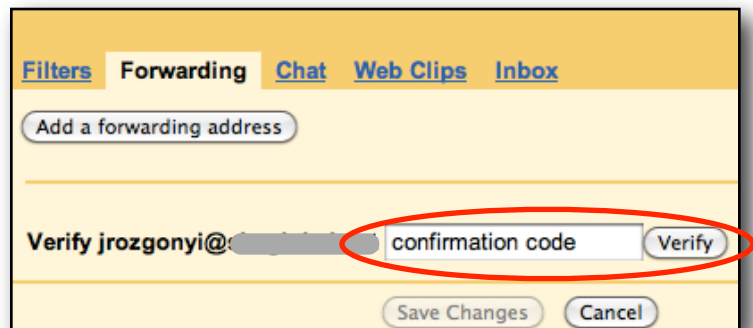 Filters Forwarding Chat Web Clips Inbox
Add a forwarding address
Verify jrozgonyi@ confirmation code Verify
Save Changes Cancel